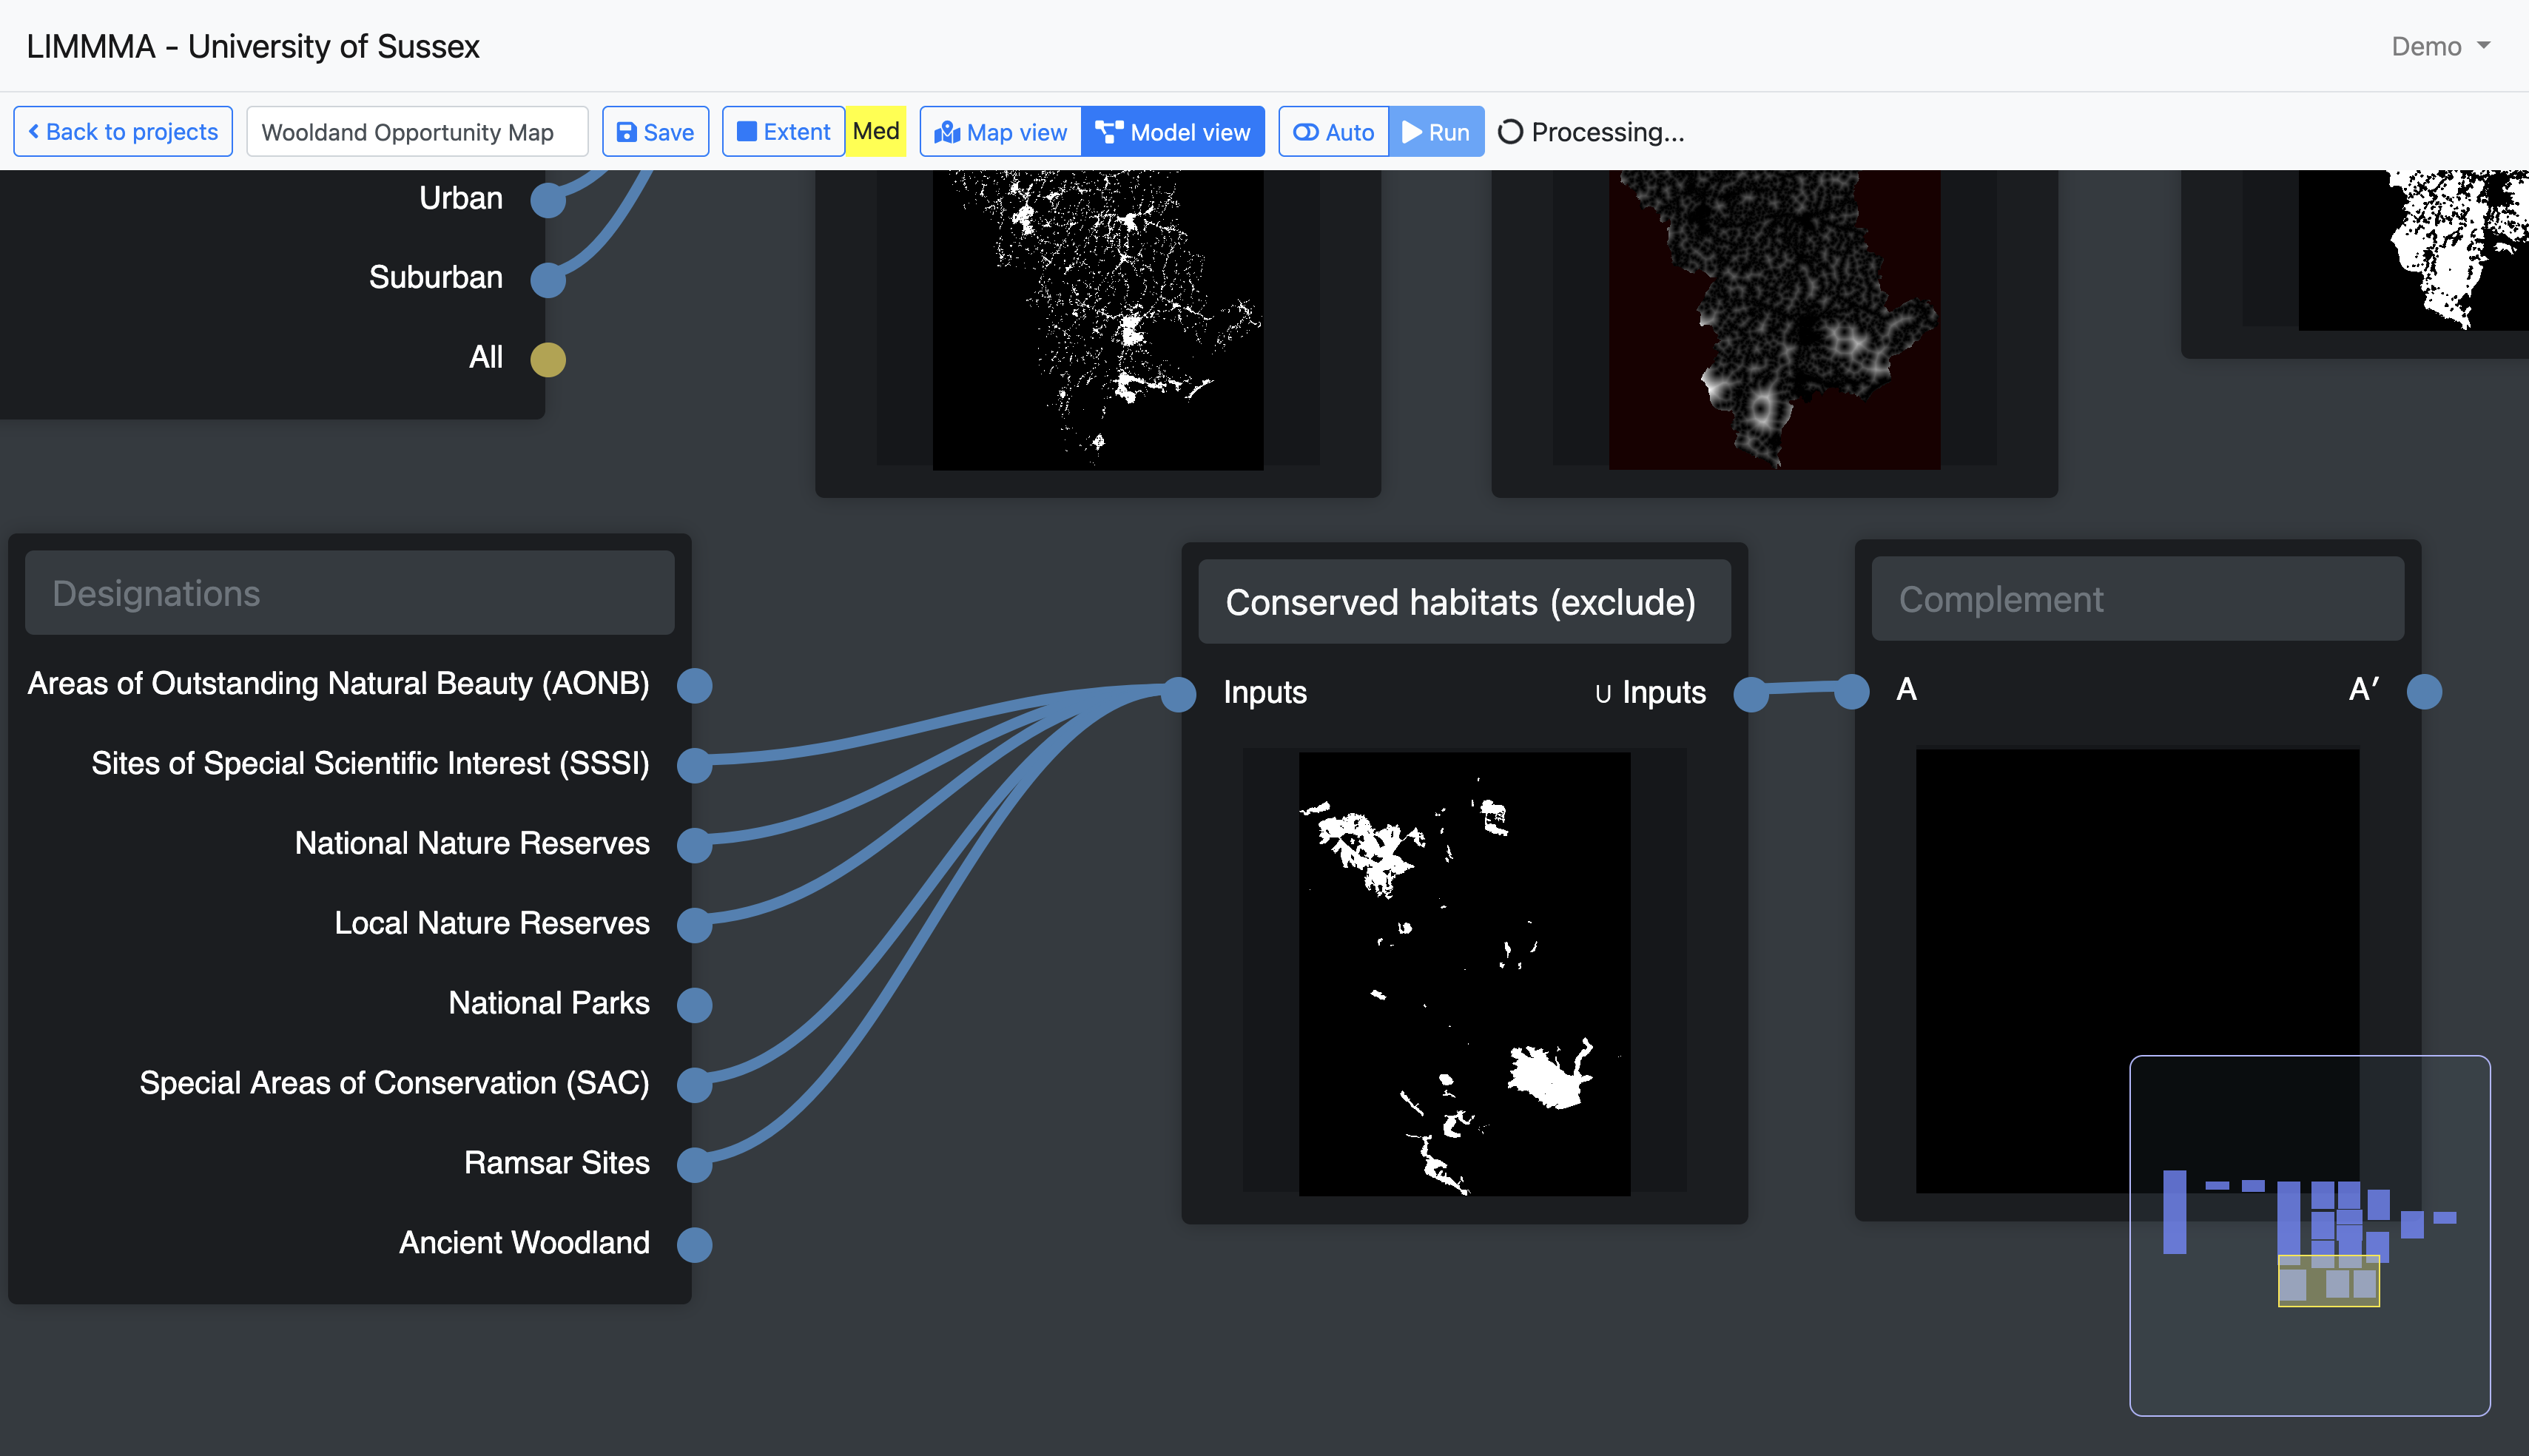 LIMMMA - University of Sussex
Demo
Back to projects
Wooldand Opportunity Map
Save
Extent
Med
Map view
Model view
Auto
Run
Processing...
Urban
Suburban
All
Designations
Areas of Outstanding Natural Beauty (AONB)
Sites of Special Scientific Interest (SSSI)
National Nature Reserves
Local Nature Reserves
National Parks
Special Areas of Conservation (SAC)
Ramsar Sites
Ancient Woodland
Conserved habitats (exclude)
Inputs
∪ Inputs
Complement
A
A′